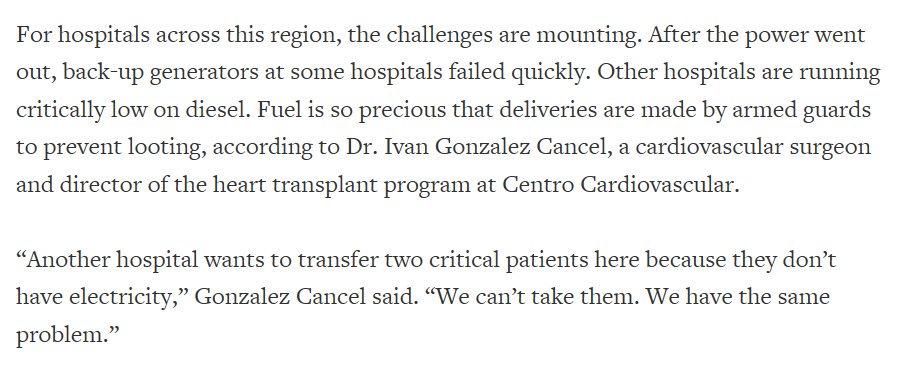 For hospitals across this region, the challenges are mounting. After the power went
out, back-up generators at some hospitals failed quickly. Other hospitals are running
critically low on diesel. Fuel is so precious that deliveries are made by armed guards
to prevent looting, according to Dr. Ivan Gonzalez Cancel, a cardiovascular surgeon
and director of the heart transplant program at Centro Cardiovascular.
“Another hospital wants to transfer two critical patients here because they don’t
have electricity,” Gonzalez Cancel said. “We can’t take them. We have the same
problem.”